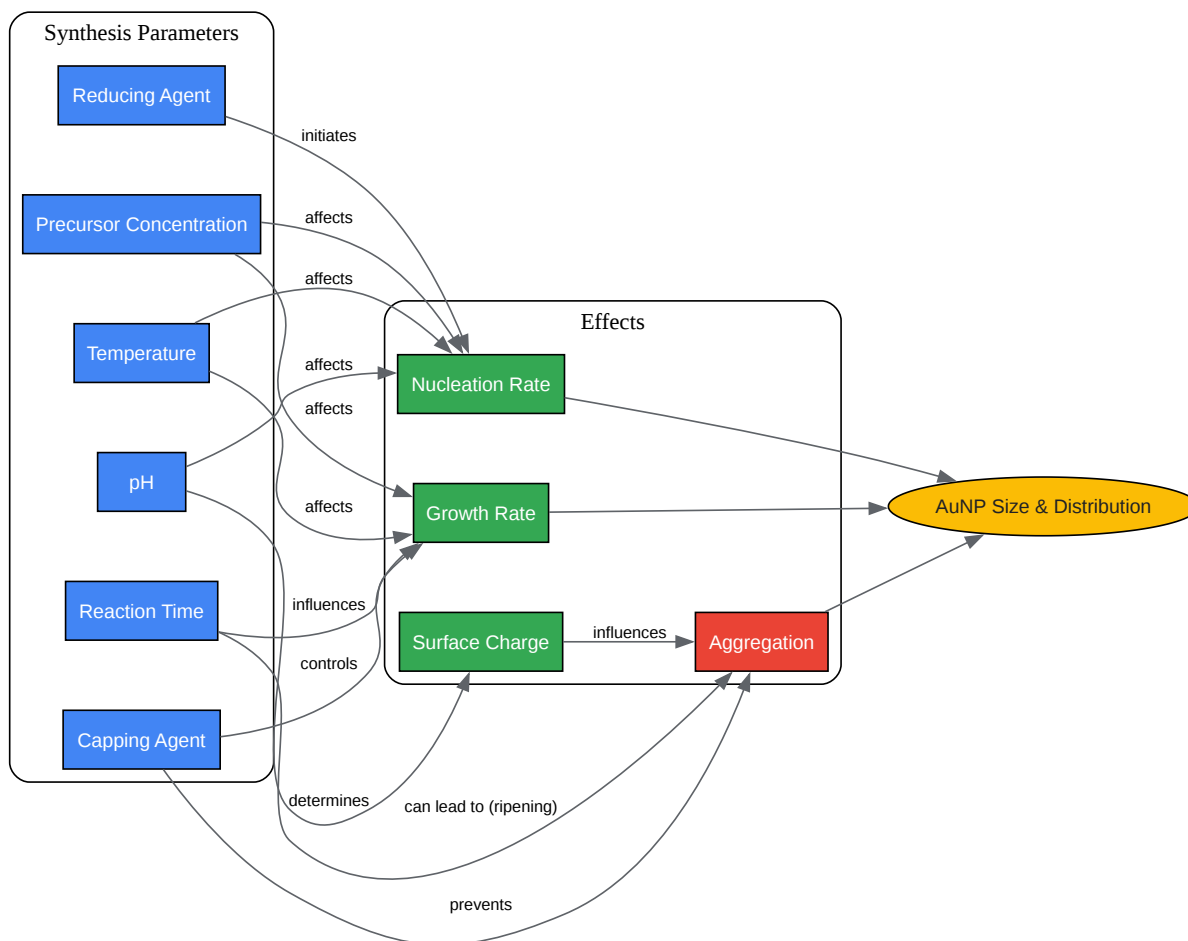 Synthesis Parameters
Reducing Agent
initiates
Precursor Concentration
affects
affects
Effects
Temperature
affects
Nucleation Rate
affects
pH
affects
Growth Rate
AuNP Size & Distribution
Reaction Time
influences
Surface Charge
influences
Aggregation
controls
Capping Agent
determines
can lead to (ripening)
prevents